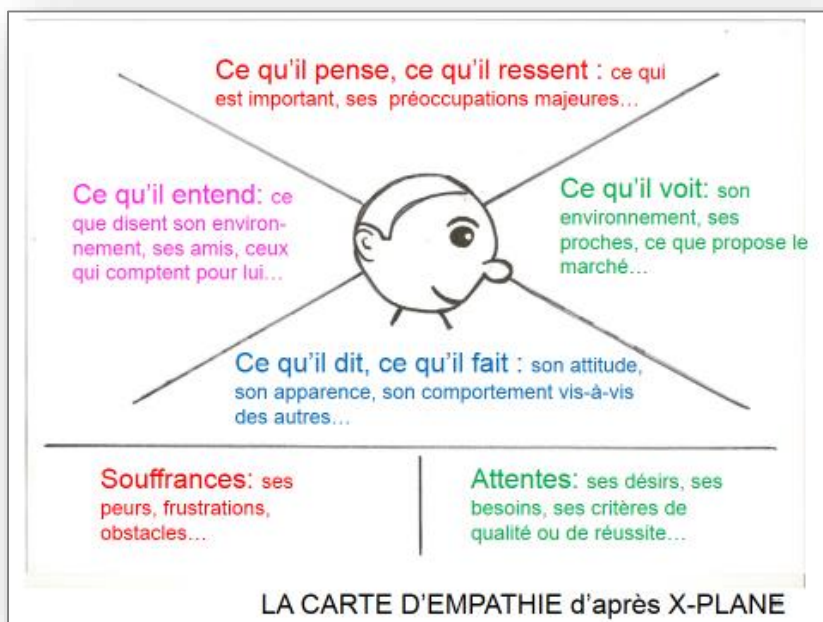 Ce qu'il pense, ce qu'il ressent : ce qui
est important, ses préoccupations majeures…
Ce qu'il entend: ce
que disent son environ-
nement, ses amis, ceux
qui comptent pour lui…
Ce qu'il voit: son
environnement, ses
proches, ce que propose le
marché…
Ce qu'il dit, ce qu'il fait : son attitude,
son apparence, son comportement vis-à-vis
des autres…
Souffrances: ses
peurs, frustrations,
obstacles…
Attentes: ses désirs, ses
besoins, ses critères de
qualité ou de réussite…
LA CARTE D'EMPATHIE d'après X-PLANE